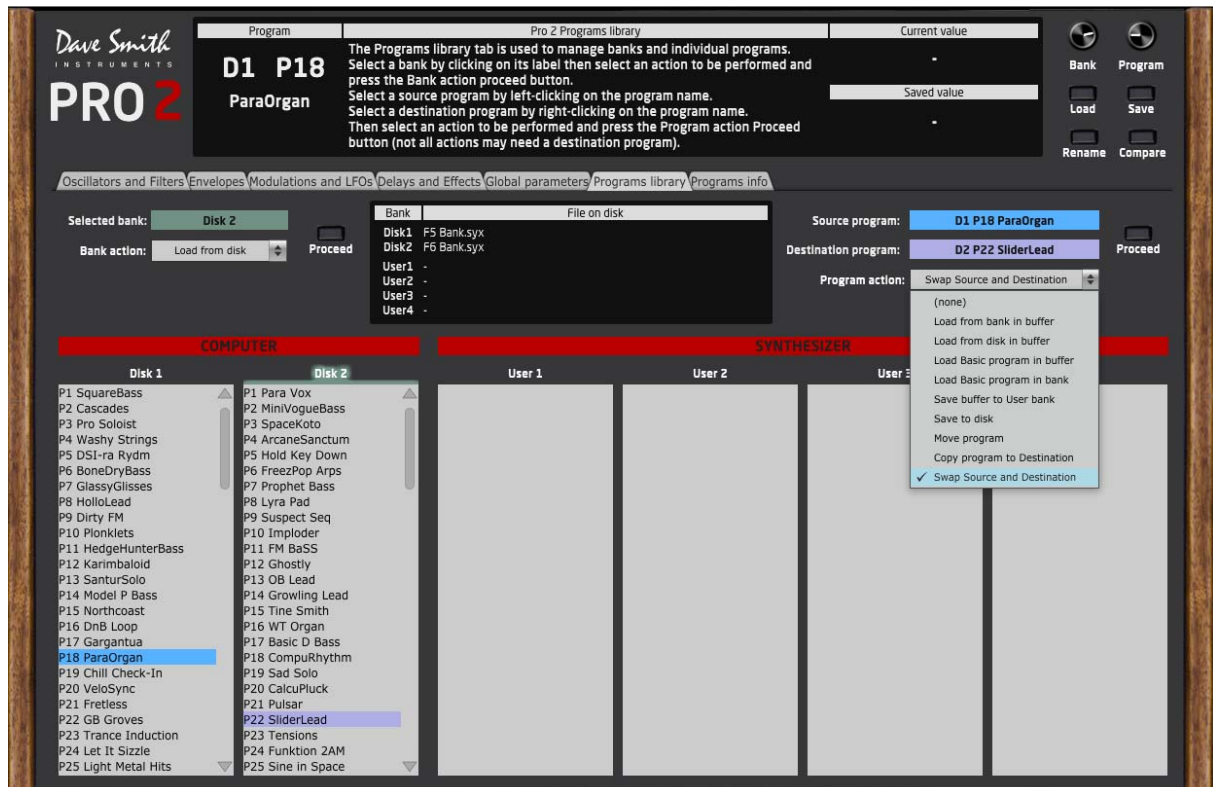 Dave Smith
INSTRUMENTS
PRO 2
Program
D1 P18
ParaOrgan
Pro 2 Programs library
The Programs library tab is used to manage banks and individual programs.
Select a bank by clicking on its label then select an action to be performed and
press the Bank action proceed button.
Select a source program by left-clicking on the program name.
Select a destination program by right-clicking on the program name.
Then select an action to be performed and press the Program action Proceed
button (not all actions may need a destination program).
Current value
-
Saved value
-
Bank Program
Load Save
Rename Compare
Oscillators and Filters Envelopes Modulations and LFOs Delays and Effects Global parameters Programs library Programs info
Selected bank: Disk 2
Bank action: Load from disk
Proceed
Bank File on disk
Disk1 F5 Bank.syx
Disk2 F6 Bank.syx
User1 -
User2 -
User3 -
User4 -
Source program: D1 P18 ParaOrgan
Destination program: D2 P22 SliderLead
Proceed
Program action: Swap Source and Destination
(none)
Load from bank in buffer
Load from disk in buffer
Load Basic program in buffer
Load Basic program in bank
Save buffer to User bank
Save to disk
Move program
Copy program to Destination
✓ Swap Source and Destination
COMPUTER
SYNTHESIZER
Disk 1
P1 SquareBass
P2 Cascades
P3 Pro Soloist
P4 Washy Strings
P5 DSI-ra Rydm
P6 BoneDryBass
P7 GlassyGlisses
P8 HolloLead
P9 Dirty FM
P10 Plonklets
P11 HedgeHunterBass
P12 Karimbaloid
P13 SanturSolo
P14 Model P Bass
P15 Northcoast
P16 DnB Loop
P17 Gargantua
P18 ParaOrgan
P19 Chill Check-In
P20 VeloSync
P21 Fretless
P22 GB Groves
P23 Trance Induction
P24 Let It Sizzle
P25 Light Metal Hits
Disk 2
P1 Para Vox
P2 MiniVogueBass
P3 SpaceKoto
P4 ArcaneSanctum
P5 Hold Key Down
P6 FreezPop Arps
P7 Prophet Bass
P8 Lyra Pad
P9 Suspect Seq
P10 Imploder
P11 FM BaSS
P12 Ghostly
P13 OB Lead
P14 Growling Lead
P15 Tine Smith
P16 WT Organ
P17 Basic D Bass
P18 CompuRhythm
P19 Sad Solo
P20 CalcuPluck
P21 Pulsar
P22 SliderLead
P23 Tensions
P24 Funktion 2AM
P25 Sine in Space
User 1
User 2
User